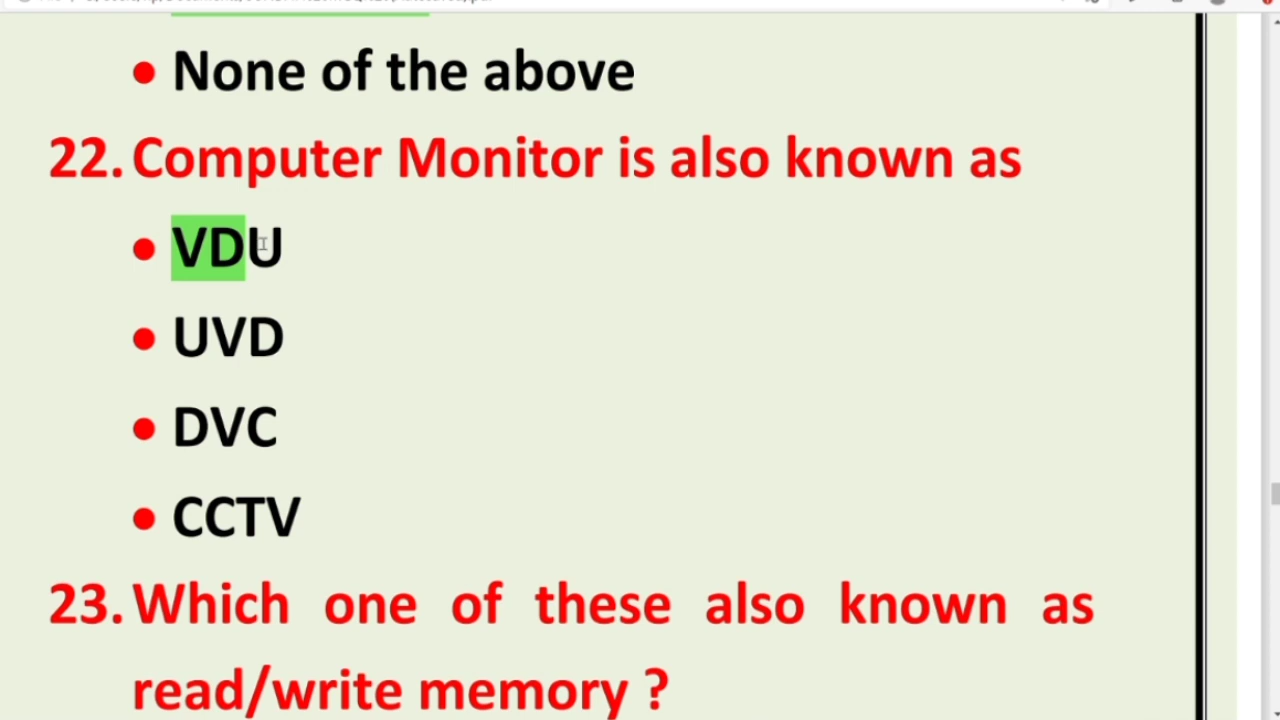 None of the above
22. Computer Monitor is also known as
VDU
UVD
DVC
CCTV
23. Which one of these also known as
read/write memory ?